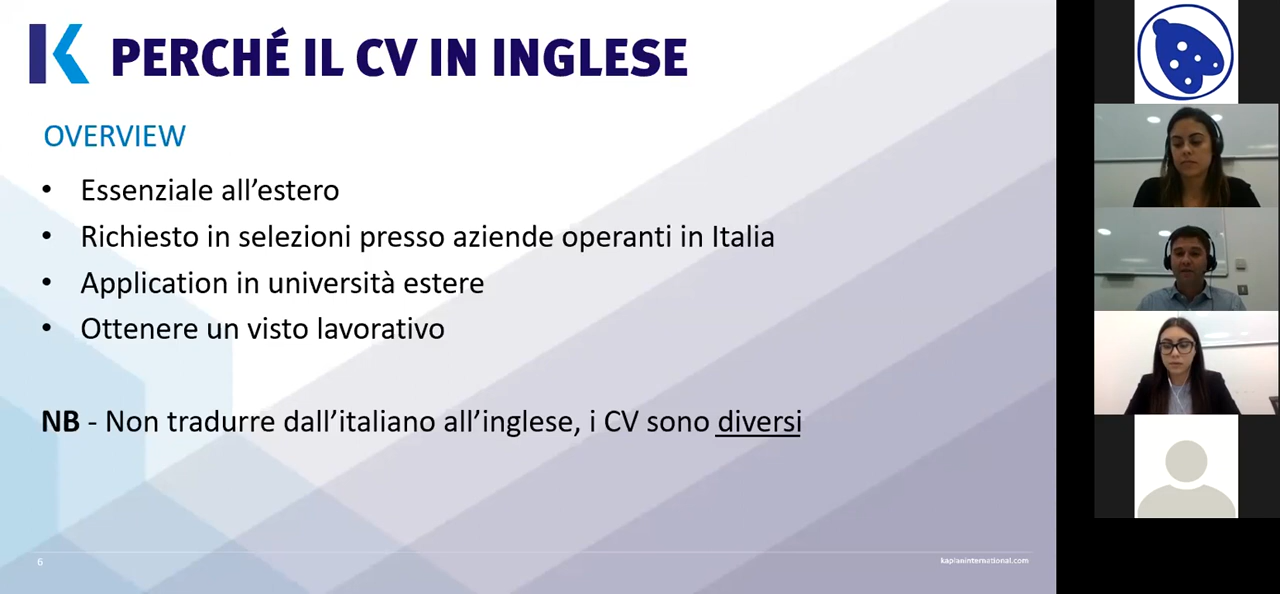 PERCHÉ IL CV IN INGLESE
OVERVIEW
• Essenziale all’estero
• Richiesto in selezioni presso aziende operanti in Italia
• Application in università estere
• Ottenere un visto lavorativo
NB - Non tradurre dall’italiano all’inglese, i CV sono diversi
6
kaplaninternational.com